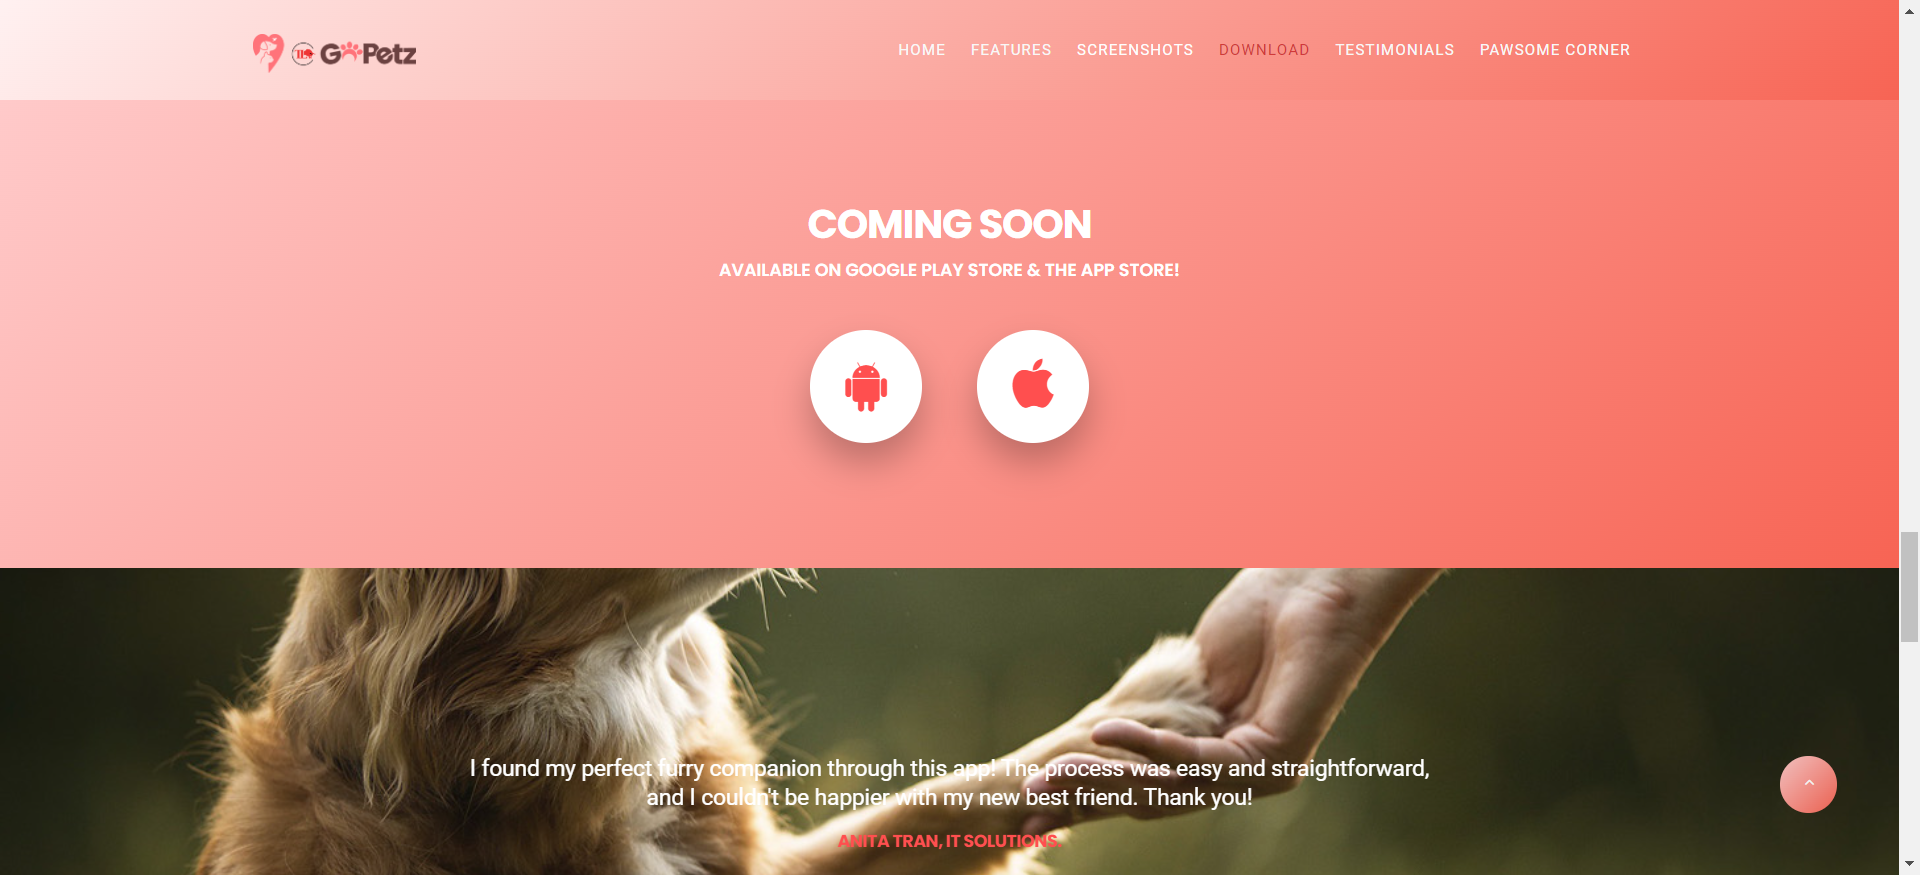 GoPetz
HOME FEATURES SCREENSHOTS DOWNLOAD TESTIMONIALS PAWSOME CORNER
COMING SOON
AVAILABLE ON GOOGLE PLAY STORE & THE APP STORE!
I found my perfect furry companion through this app! The process was easy and straightforward,
and I couldn't be happier with my new best friend. Thank you!
ANITA TRAN, IT SOLUTIONS.